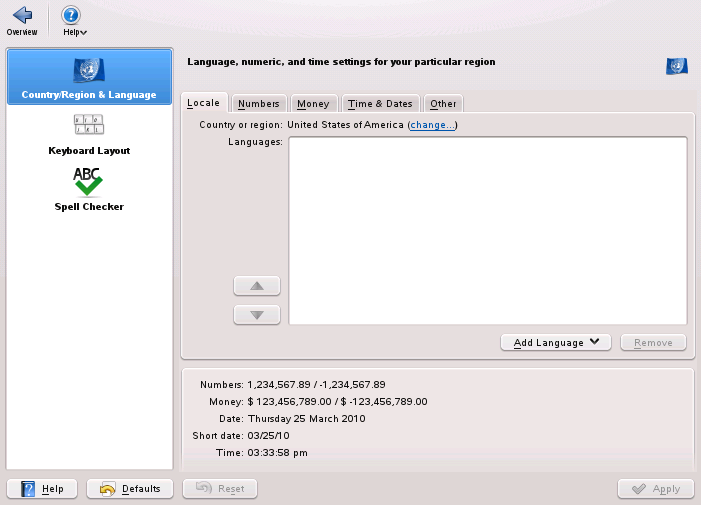 Overview
Help
Country/Region & Language
Keyboard Layout
ABC
Spell Checker
Language, numeric, and time settings for your particular region
Locale Numbers Money Time & Dates Other
Country or region: United States of America (change...)
Languages:
Add Language Remove
Numbers: 1,234,567.89 / -1,234,567.89
Money: $ 123,456,789.00 / $ -123,456,789.00
Date: Thursday 25 March 2010
Short date: 03/25/10
Time: 03:33:58 pm
Help Defaults Reset Apply